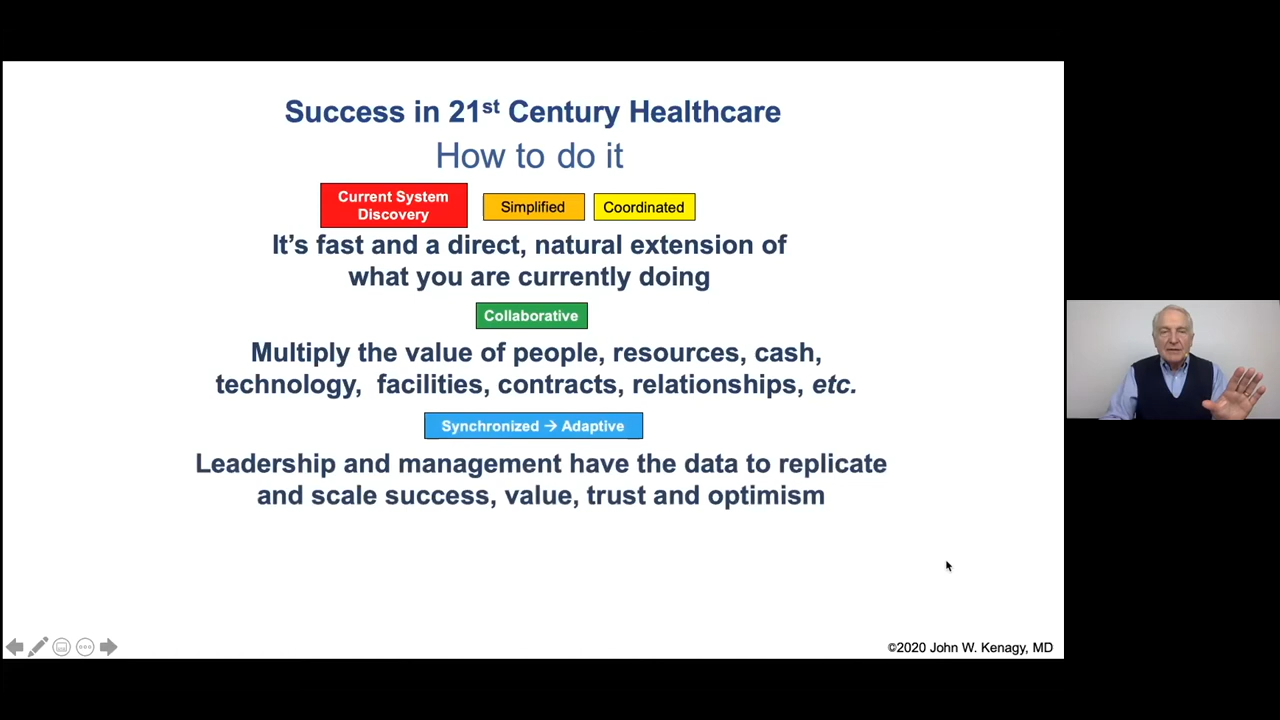 Success in 21st Century Healthcare
How to do it
Current System
Discovery
Simplified
Coordinated
It’s fast and a direct, natural extension of
what you are currently doing
Collaborative
Multiply the value of people, resources, cash,
technology, facilities, contracts, relationships, etc.
Synchronized → Adaptive
Leadership and management have the data to replicate
and scale success, value, trust and optimism
©2020 John W. Kenagy, MD